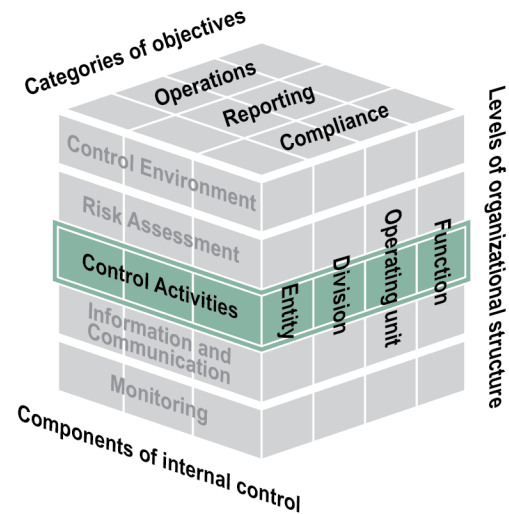 Categories of objectives
Operations
Reporting
Compliance
Control Environment
Risk Assessment
Control Activities
Information and
Communication
Monitoring
Entity
Division
Operating unit
Function
Levels of organizational structure
Components of internal control